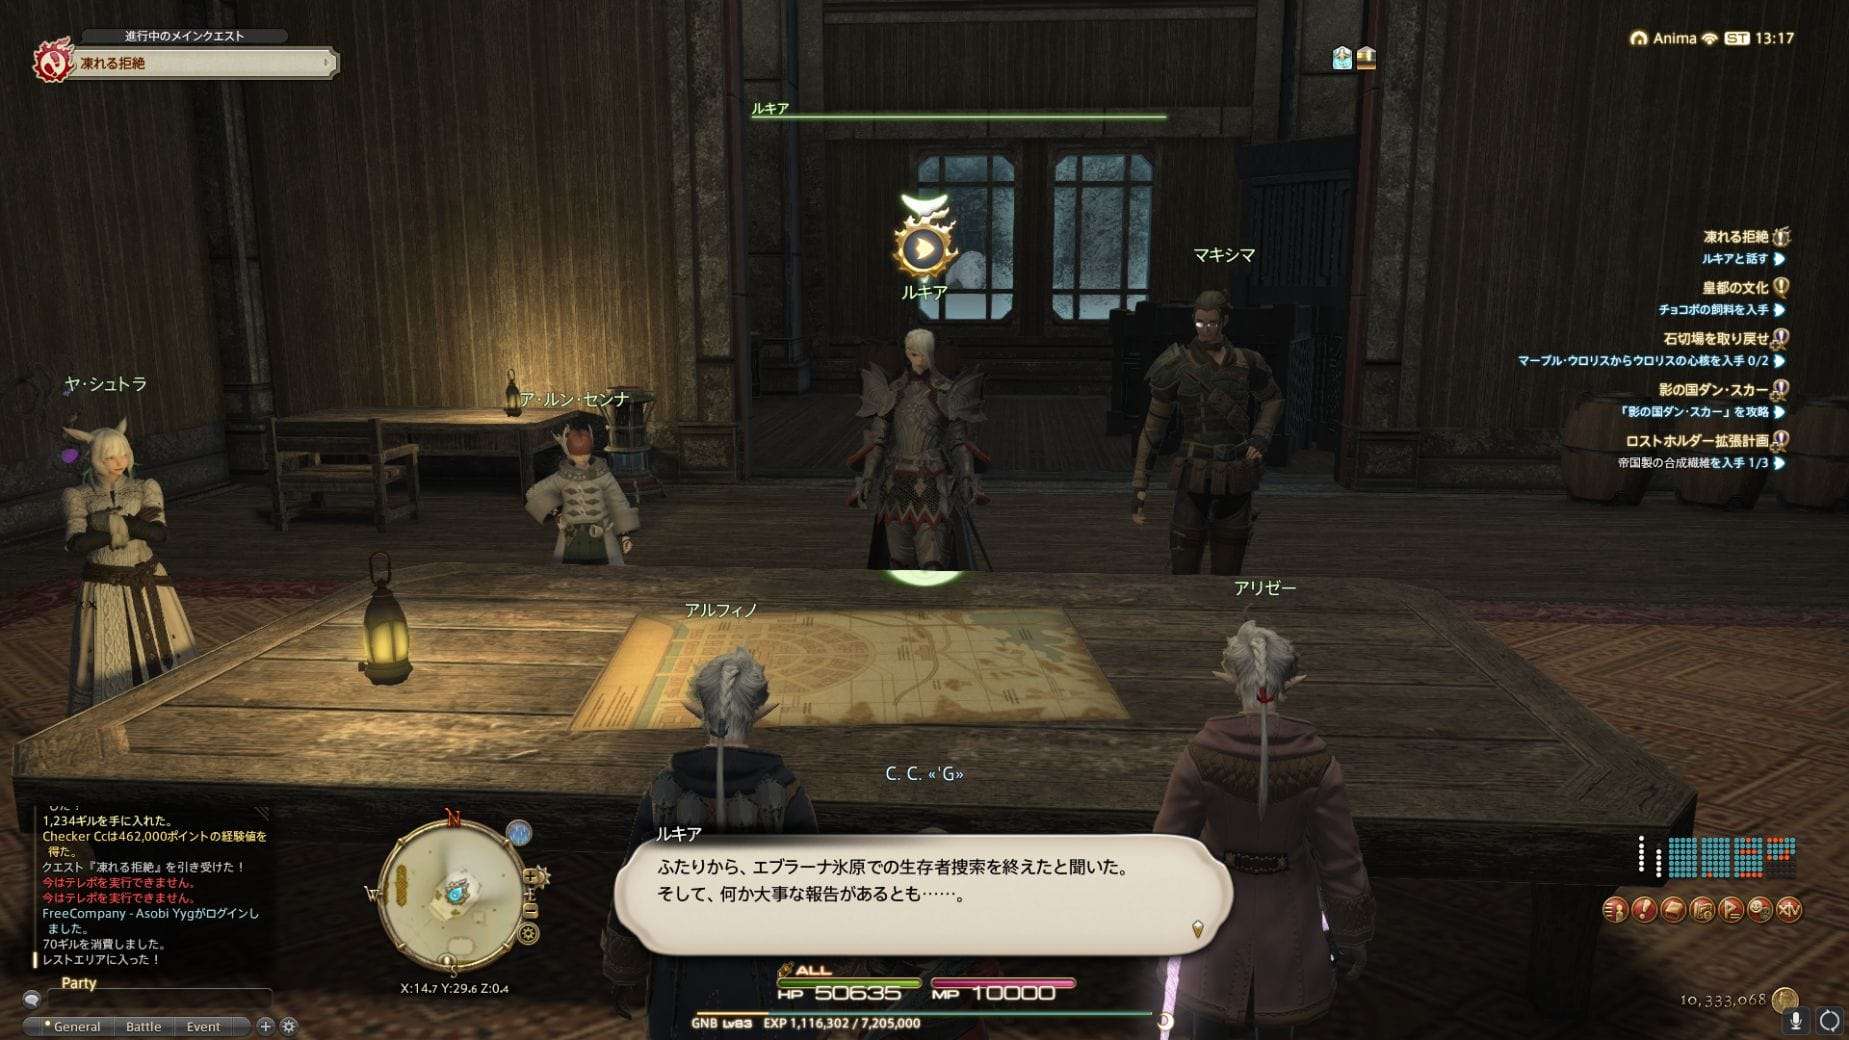 進行中のメインクエスト
凍れる拒絶
Anima ST 13:17
ルキア
ルキア
マキシマ
ヤ・シュトラ
ア・ルン・センナ
アルフィノ
アリゼー
凍れる拒絶
ルキアと話す
皇都の文化
チョコボの飼料を入手
石切場を取り戻せ
マーブル・ウロリスからウロリスの心核を入手 0/2
影の国ダン・スカー
「影の国ダン・スカー」を攻略
ロストホルダー拡張計画
帝国製の合成繊維を入手 1/3
C. C. «'G»
ルキア
ふたりから、エブラーナ氷原での生存者捜索を終えたと聞いた。
そして、何か大事な報告があるとも……。
した！
1,234ギルを手に入れた。
Checker Ccは462,000ポイントの経験値を
得た。
クエスト『凍れる拒絶』を引き受けた！
今はテレポを実行できません。
今はテレポを実行できません。
FreeCompany - Asobi Yygがログインし
ました。
70ギルを消費しました。
レストエリアに入った！
Party
General Battle Event
N
W
S
X:14.7 Y:29.6 Z:0.4
ALL
HP 50635 MP 10000
GNB Lv83 EXP 1,116,302 / 7,205,000
XIV
10,333,068